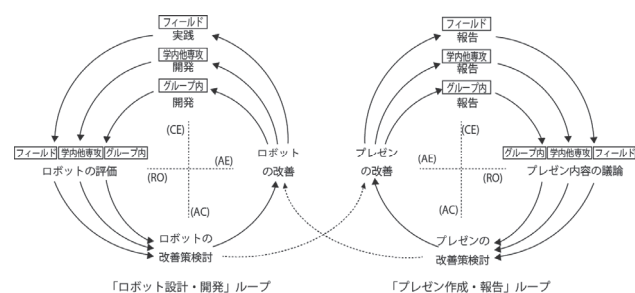 フィールド
実践
学内他専攻
開発
グループ内
開発
(CE)
(AE)
(RO)
(AC)
フィールド 学内他専攻 グループ内
ロボットの評価
ロボット
の改善
ロボットの
改善策検討
「ロボット設計・開発」ループ
フィールド
報告
学内他専攻
報告
グループ内
報告
(CE)
(AE)
(RO)
(AC)
プレゼン
の改善
グループ内 学内他専攻 フィールド
プレゼン内容の議論
プレゼンの
改善策検討
「プレゼン作成・報告」ループ